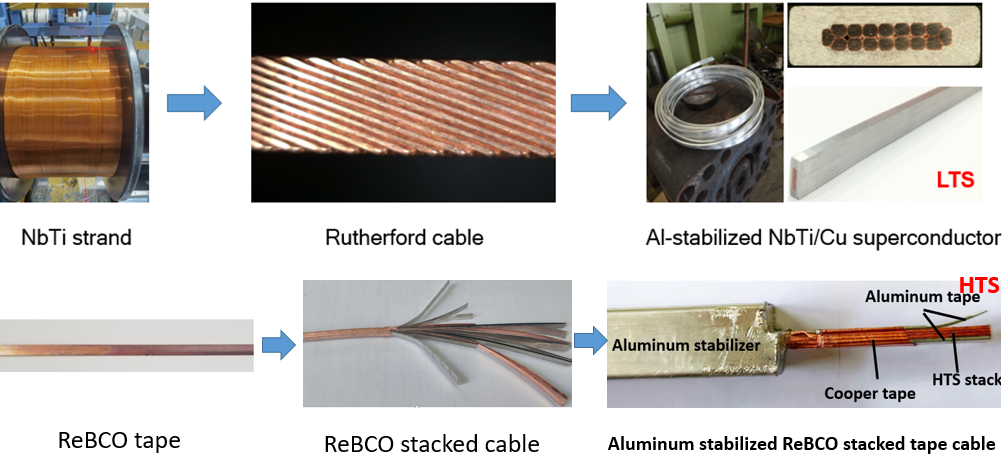 LTS
NbTi strand
Rutherford cable
Al-stabilized NbTi/Cu superconductor
HTS
Aluminum tape
Aluminum stabilizer
HTS stack
Cooper tape
ReBCO tape
ReBCO stacked cable
Aluminum stabilized ReBCO stacked tape cable